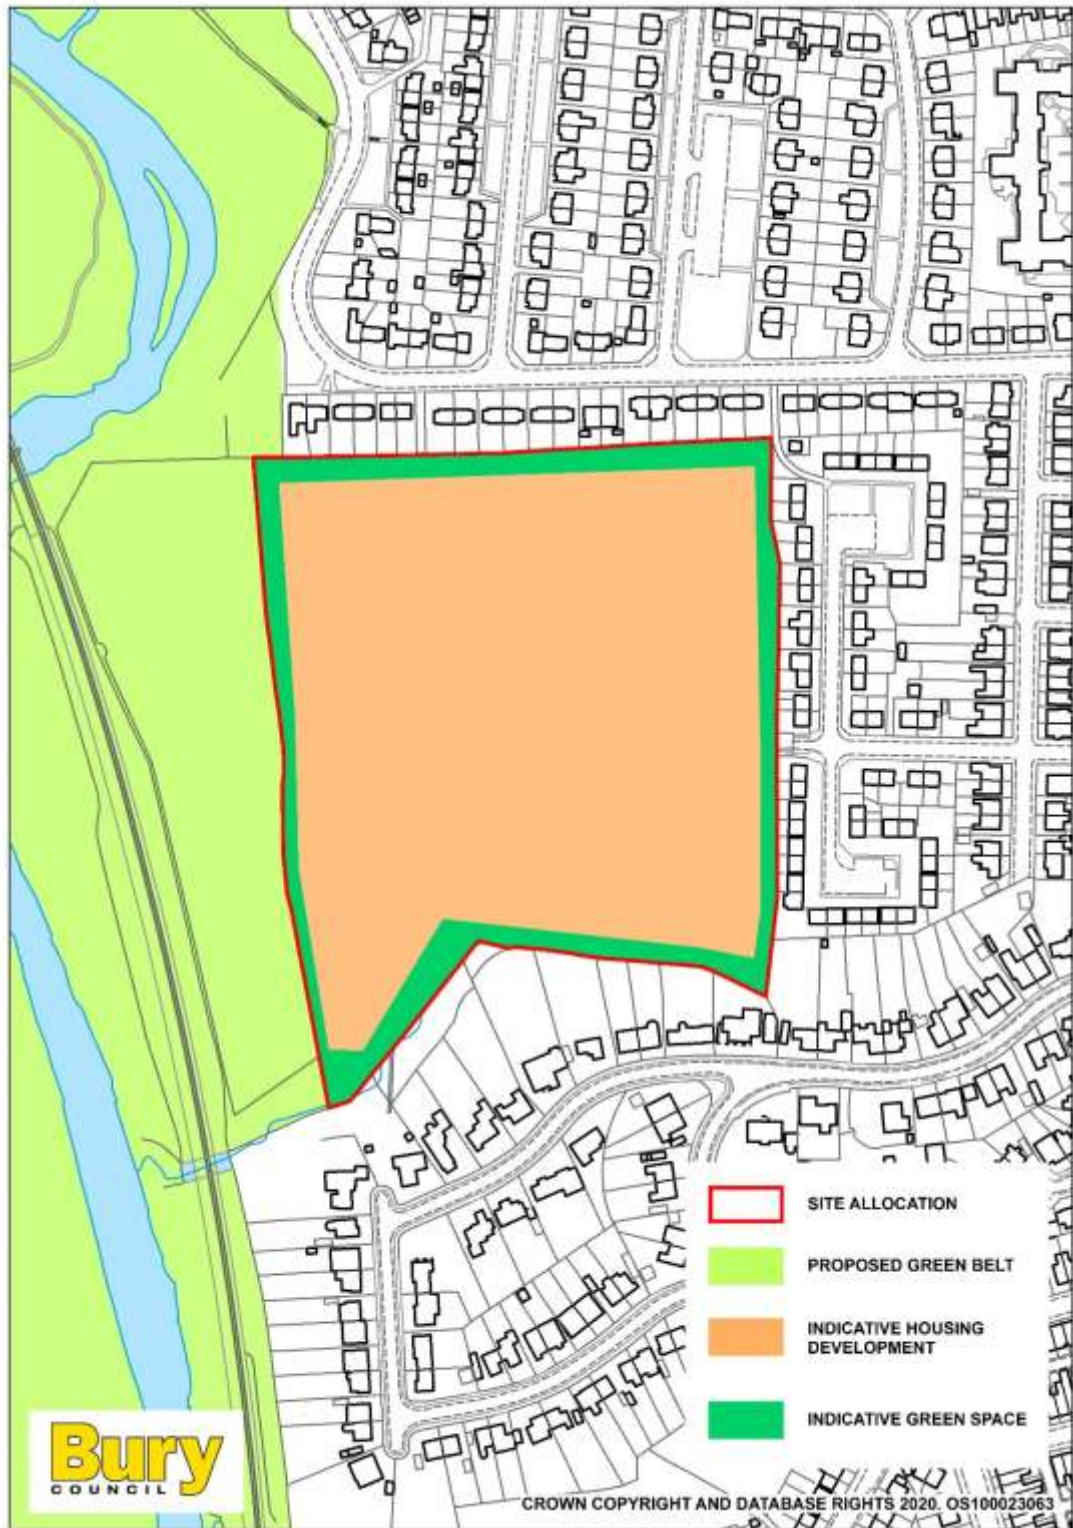 SITE ALLOCATION
PROPOSED GREEN BELT
INDICATIVE HOUSING
DEVELOPMENT
INDICATIVE GREEN SPACE
Bury
COUNCIL
CROWN COPYRIGHT AND DATABASE RIGHTS 2020. OS100023063